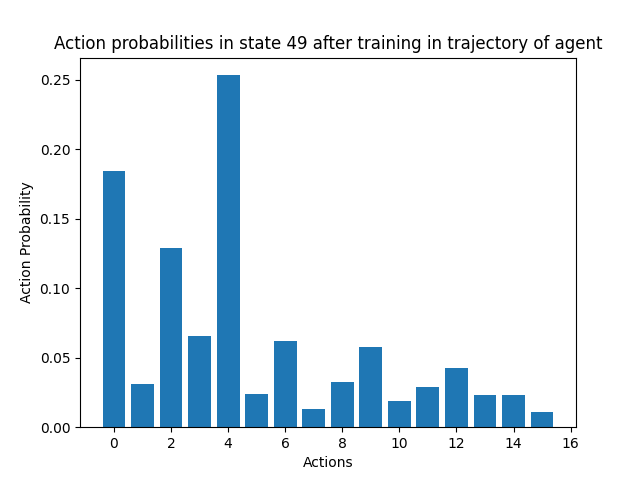 Action probabilities in state 49 after training in trajectory of agent
0.25
0.20
0.15
0.10
0.05
0.00
Action Probability
0 2 4 6 8 10 12 14 16
Actions